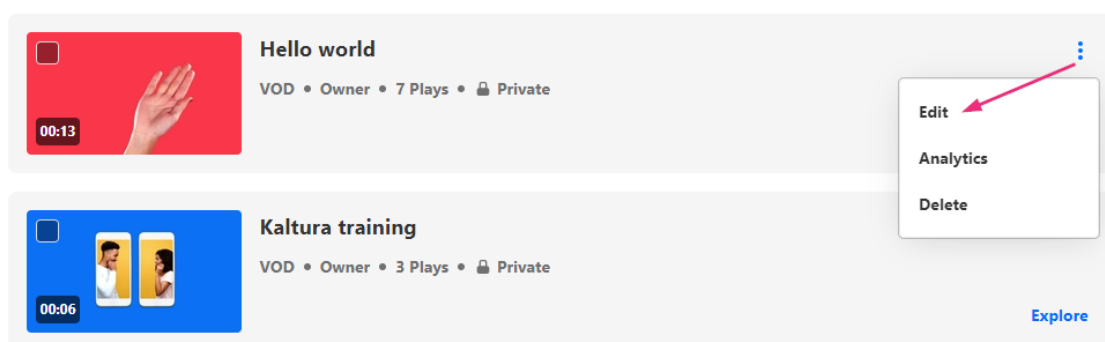 Hello world
VOD • Owner • 7 Plays • Private
00:13
Edit
Analytics
Delete
Kaltura training
VOD • Owner • 3 Plays • Private
00:06
Explore